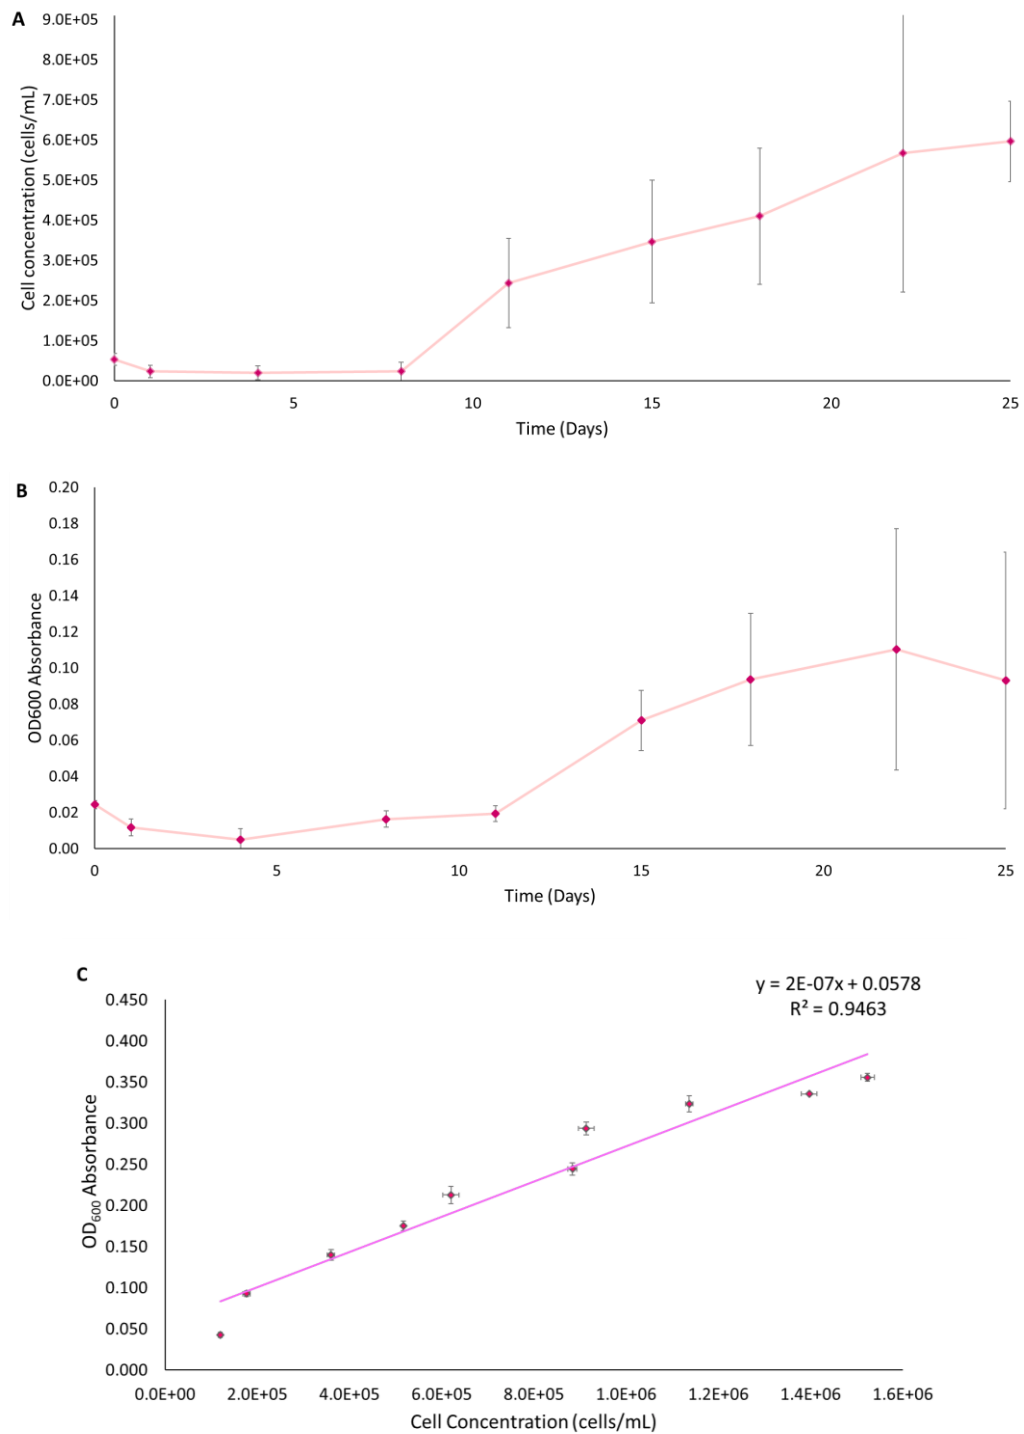 A
9.0E+05
8.0E+05
7.0E+05
6.0E+05
5.0E+05
4.0E+05
3.0E+05
2.0E+05
1.0E+05
0.0E+00
Cell concentration (cells/mL)
0 5 10 15 20 25
Time (Days)
B
0.20
0.18
0.16
0.14
0.12
0.10
0.08
0.06
0.04
0.02
0.00
OD600 Absorbance
0 5 10 15 20 25
Time (Days)
C
y = 2E-07x + 0.0578
R² = 0.9463
0.450
0.400
0.350
0.300
0.250
0.200
0.150
0.100
0.050
0.000
OD₆₀₀ Absorbance
0.0E+00 2.0E+05 4.0E+05 6.0E+05 8.0E+05 1.0E+06 1.2E+06 1.4E+06 1.6E+06
Cell Concentration (cells/mL)